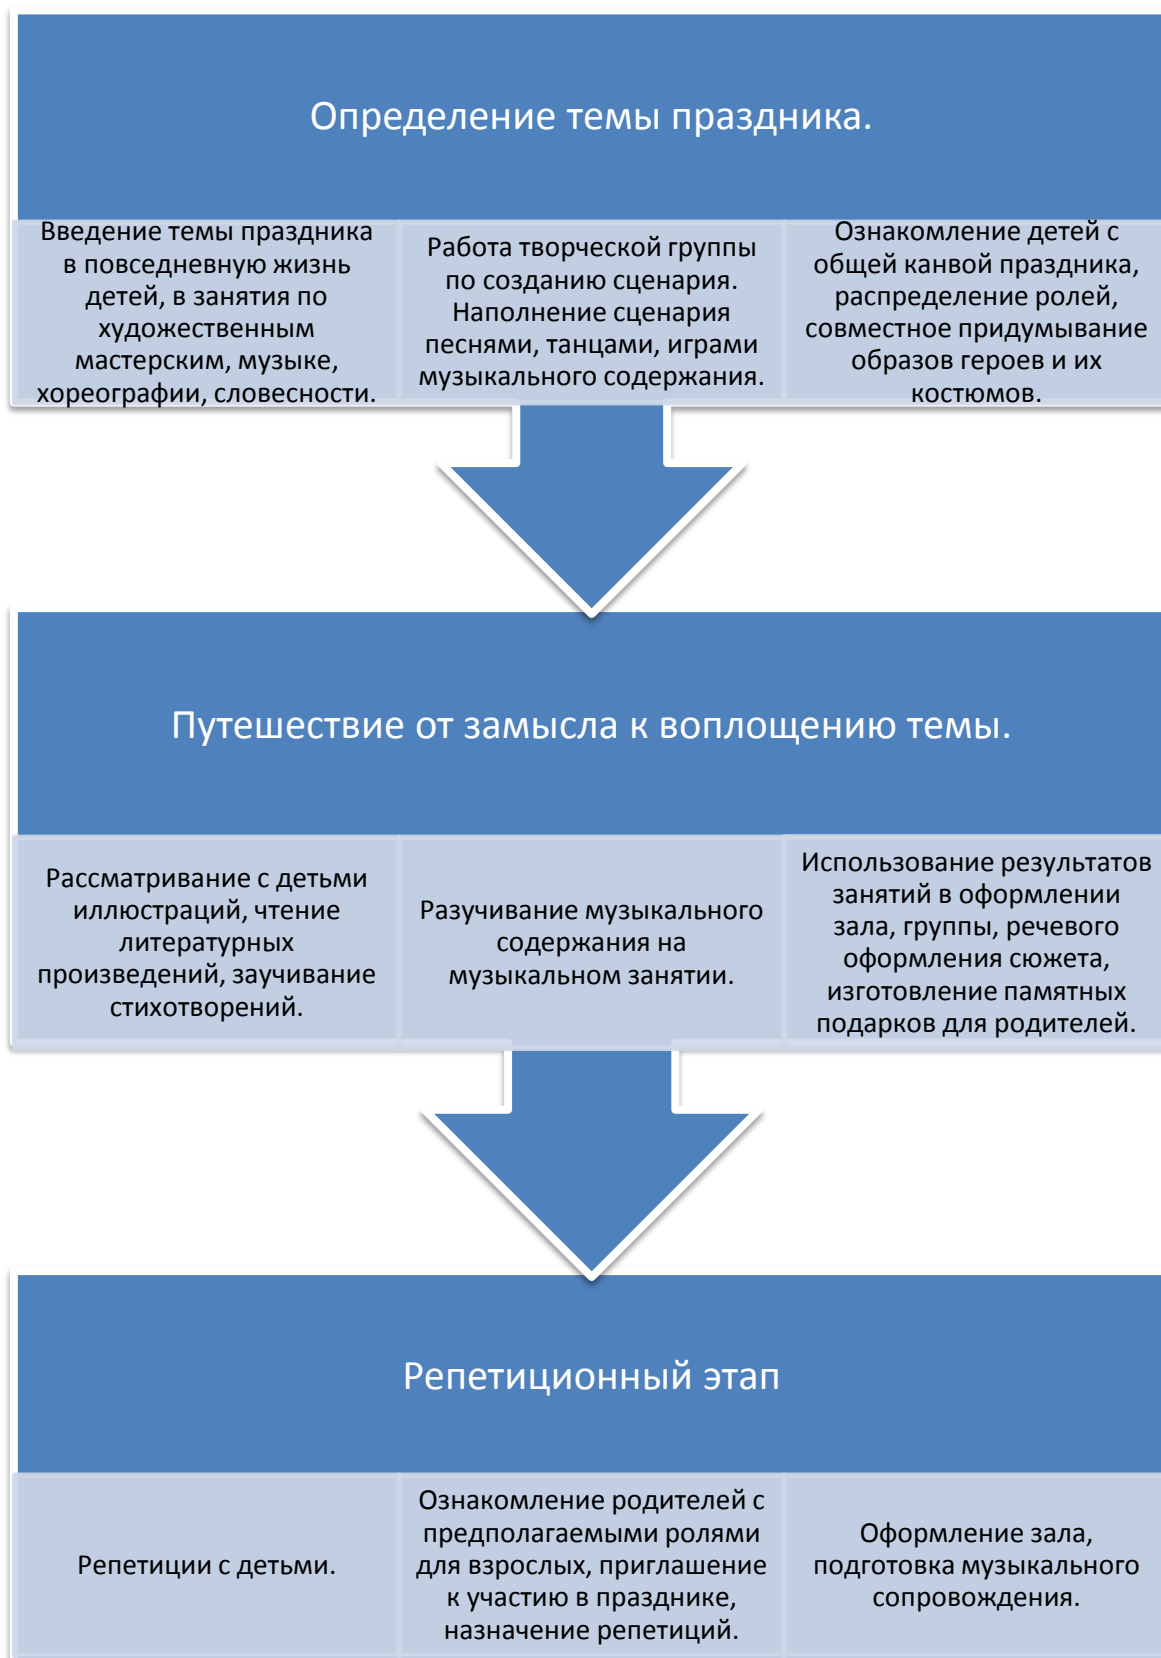 Определение темы праздника.
Введение темы праздника
в повседневную жизнь
детей, в занятия по
художественным
мастерским, музыке,
хореографии, словесности.
Работа творческой группы
по созданию сценария.
Наполнение сценария
песнями, танцами, играми
музыкального содержания.
Ознакомление детей с
общей канвой праздника,
распределение ролей,
совместное придумывание
образов героев и их
костюмов.
Путешествие от замысла к воплощению темы.
Рассматривание с детьми
иллюстраций, чтение
литературных
произведений, заучивание
стихотворений.
Разучивание музыкального
содержания на
музыкальном занятии.
Использование результатов
занятий в оформлении
зала, группы, речевого
оформления сюжета,
изготовление памятных
подарков для родителей.
Репетиционный этап
Репетиции с детьми.
Ознакомление родителей с
предполагаемыми ролями
для взрослых, приглашение
к участию в празднике,
назначение репетиций.
Оформление зала,
подготовка музыкального
сопровождения.